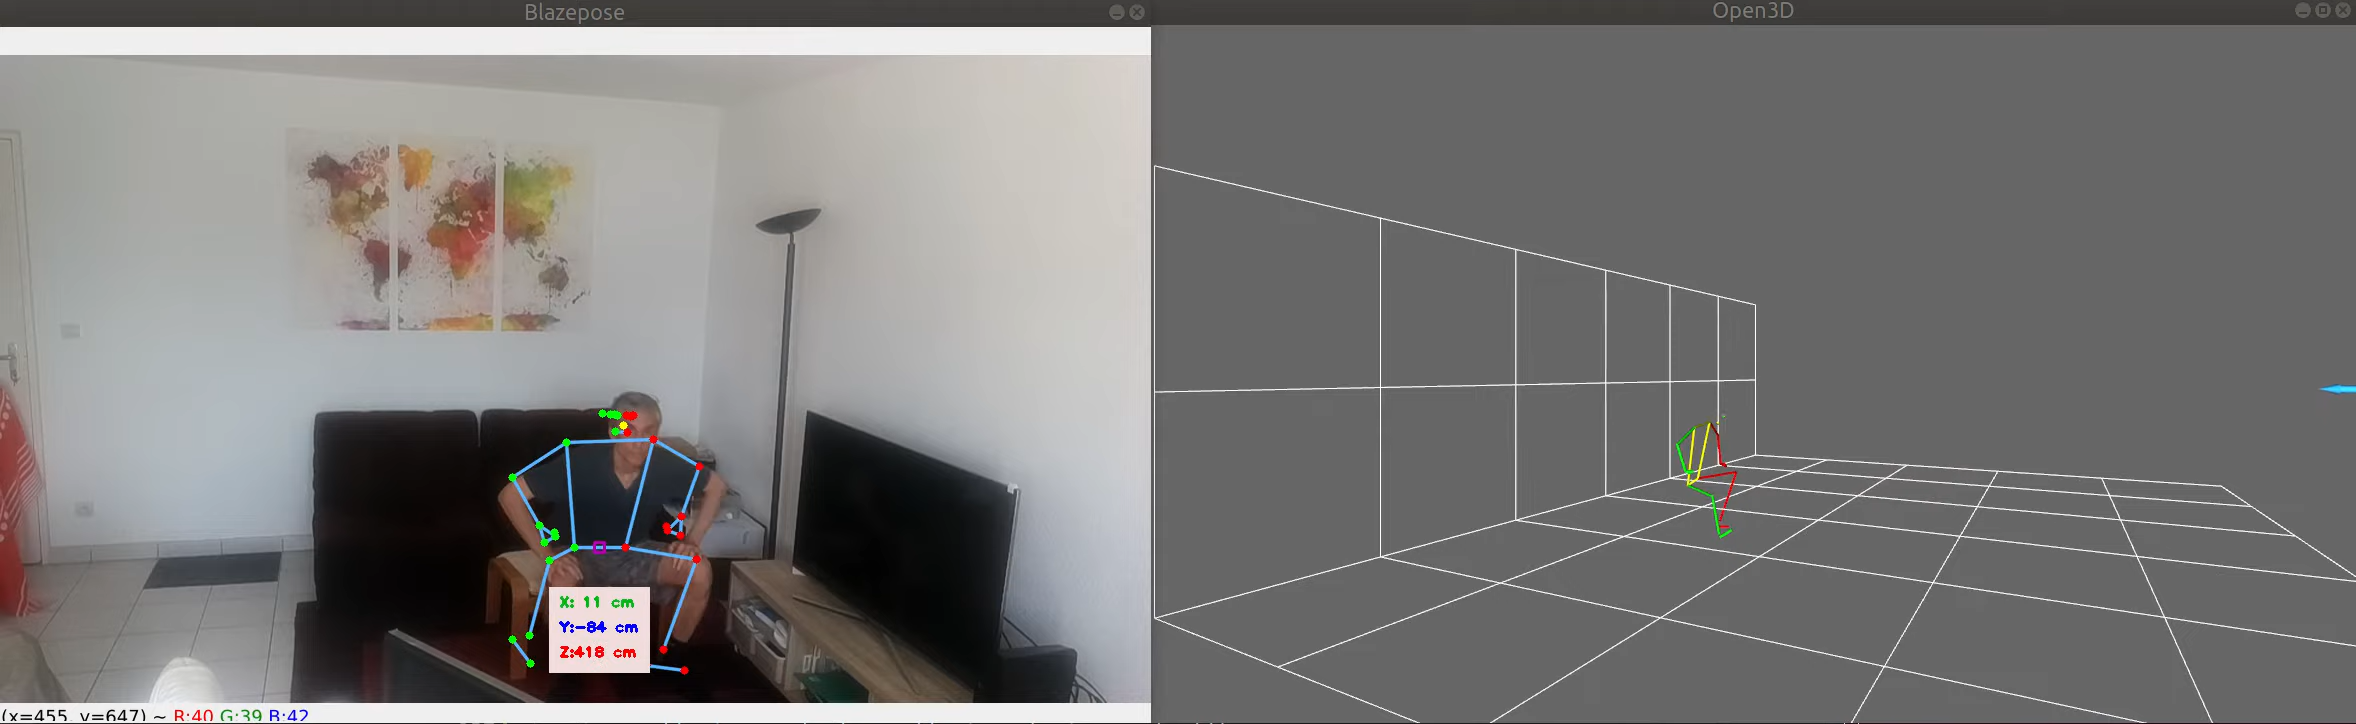 Blazepose
Open3D
X: 11 cm
Y:-84 cm
Z:418 cm
(x=455, y=647) ~ R:40 G:39 B:42